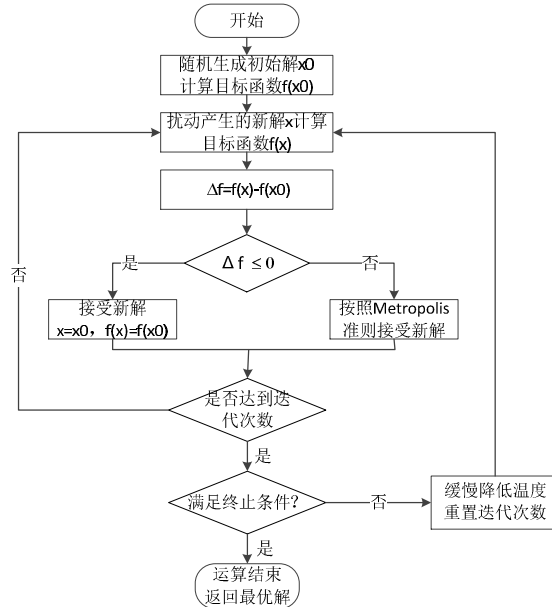 开始
随机生成初始解x0
计算目标函数f(x0)
扰动产生的新解x计算
目标函数f(x)
Δf=f(x)-f(x0)
Δf≤0
是
否
否
接受新解
x=x0，f(x)=f(x0)
按照Metropolis
准则接受新解
是否达到迭
代次数
是
满足终止条件？
否
缓慢降低温度
重置迭代次数
是
运算结束
返回最优解